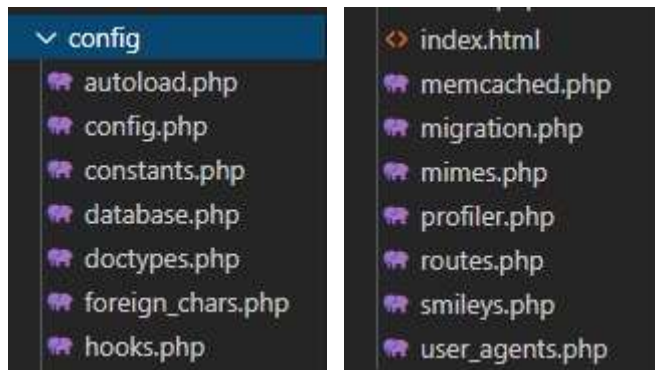 config
autoload.php
config.php
constants.php
database.php
doctypes.php
foreign_chars.php
hooks.php
index.html
memcached.php
migration.php
mimes.php
profiler.php
routes.php
smileys.php
user_agents.php